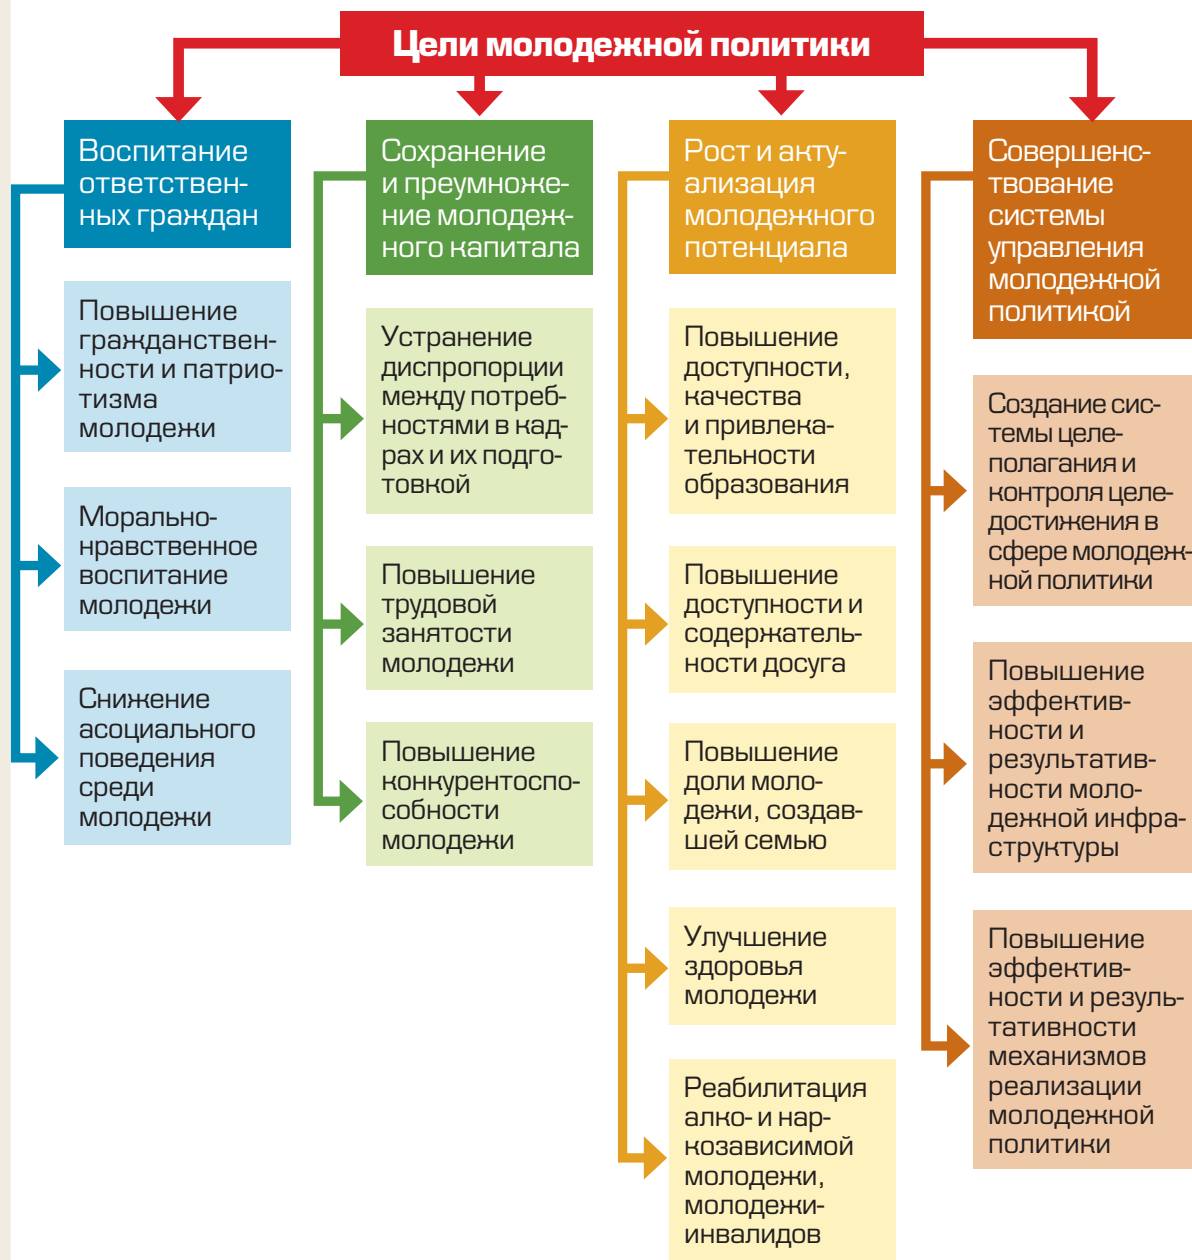 Цели молодежной политики
Воспитание
ответствен-
ных граждан
Повышение
гражданствен-
ности и патрио-
тизма
молодежи
Морально-
нравственное
воспитание
молодежи
Снижение
асоциального
поведения
среди
молодежи
Сохранение
и преумноже-
ние молодеж-
ного капитала
Устранение
диспропорции
между потреб-
ностями в кад-
рах и их подго-
товкой
Повышение
трудовой
занятости
молодежи
Повышение
конкурентоспо-
собности
молодежи
Рост и акту-
ализация
молодежного
потенциала
Повышение
доступности,
качества
и привлека-
тельности
образования
Повышение
доступности и
содержатель-
ности досуга
Повышение
доли моло-
дежи, создав-
шей семью
Улучшение
здоровья
молодежи
Реабилитация
алко- и нар-
козависимой
молодежи,
молодежи-
инвалидов
Совершенс-
твование
системы
управления
молодежной
политикой
Создание сис-
темы целе-
полагания и
контроля целе-
достижения в
сфере молодеж-
ной политики
Повышение
эффектив-
ности и
результатив-
ности моло-
дежной инфра-
структуры
Повышение
эффектив-
ности и резуль-
тативности
механизмов
реализации
молодежной
политики